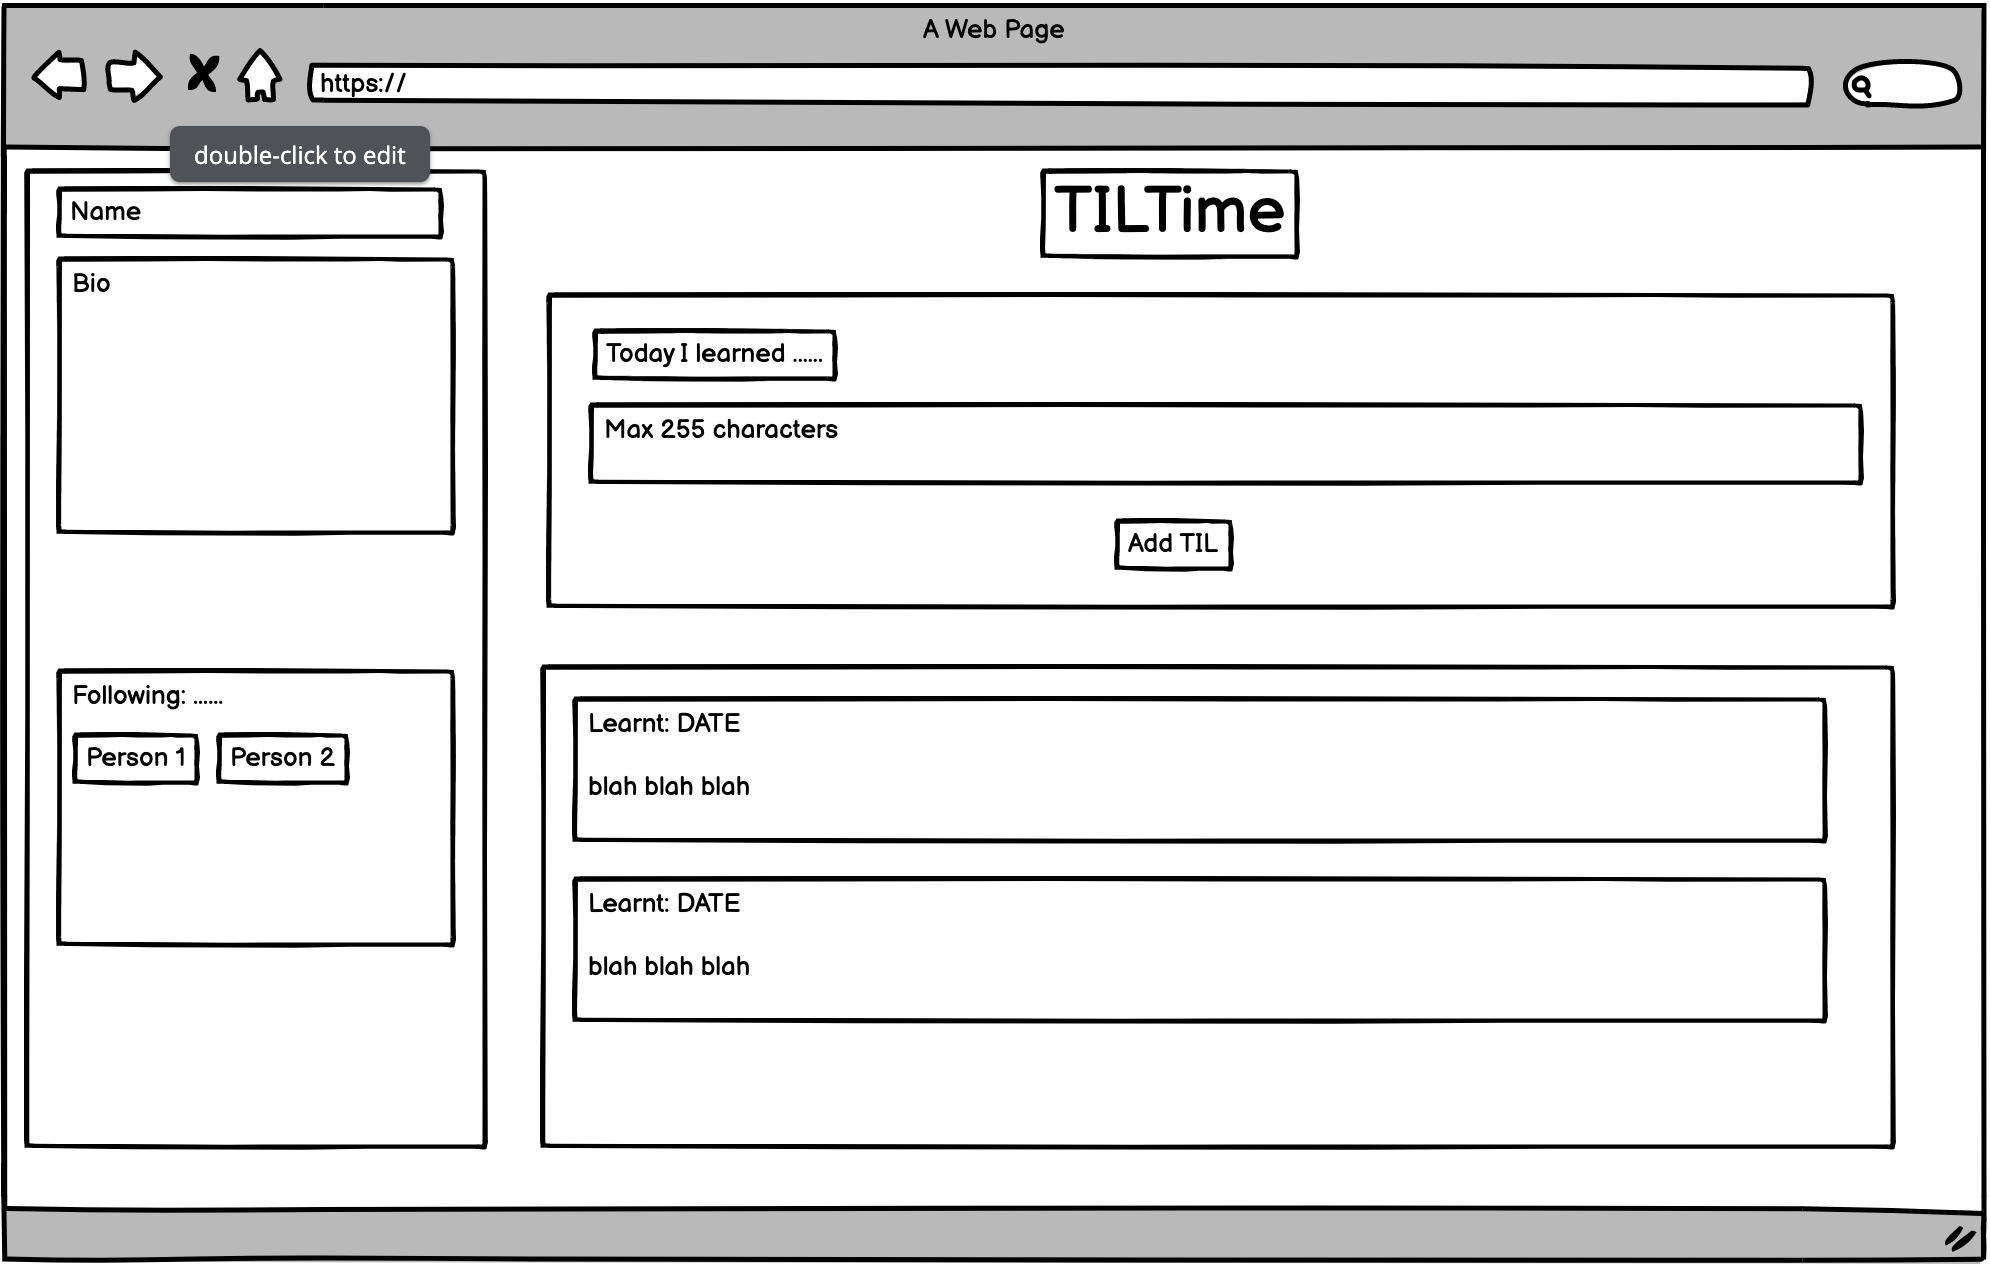 A Web Page
https://
double-click to edit
Name
Bio
Following: ......
Person 1
Person 2
TILTime
Today I learned ......
Max 255 characters
Add TIL
Learnt: DATE
blah blah blah
Learnt: DATE
blah blah blah